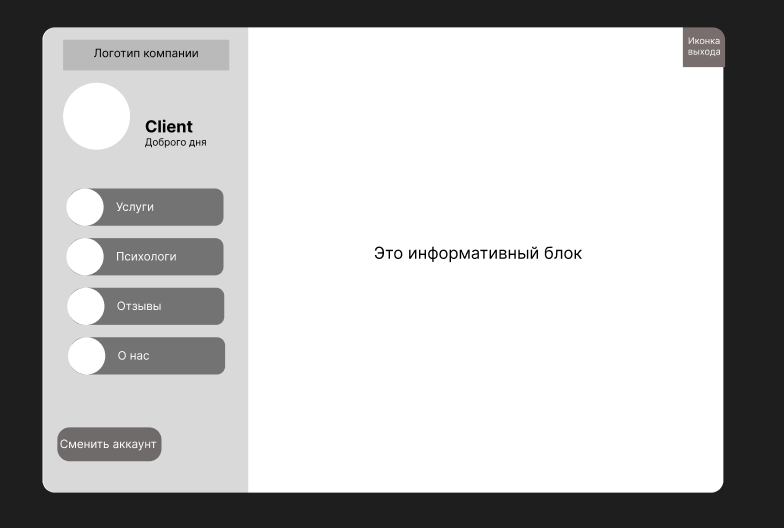 Логотип компании
Иконка
выхода
Client
Доброго дня
Услуги
Психологи
Отзывы
О нас
Это информативный блок
Сменить аккаунт